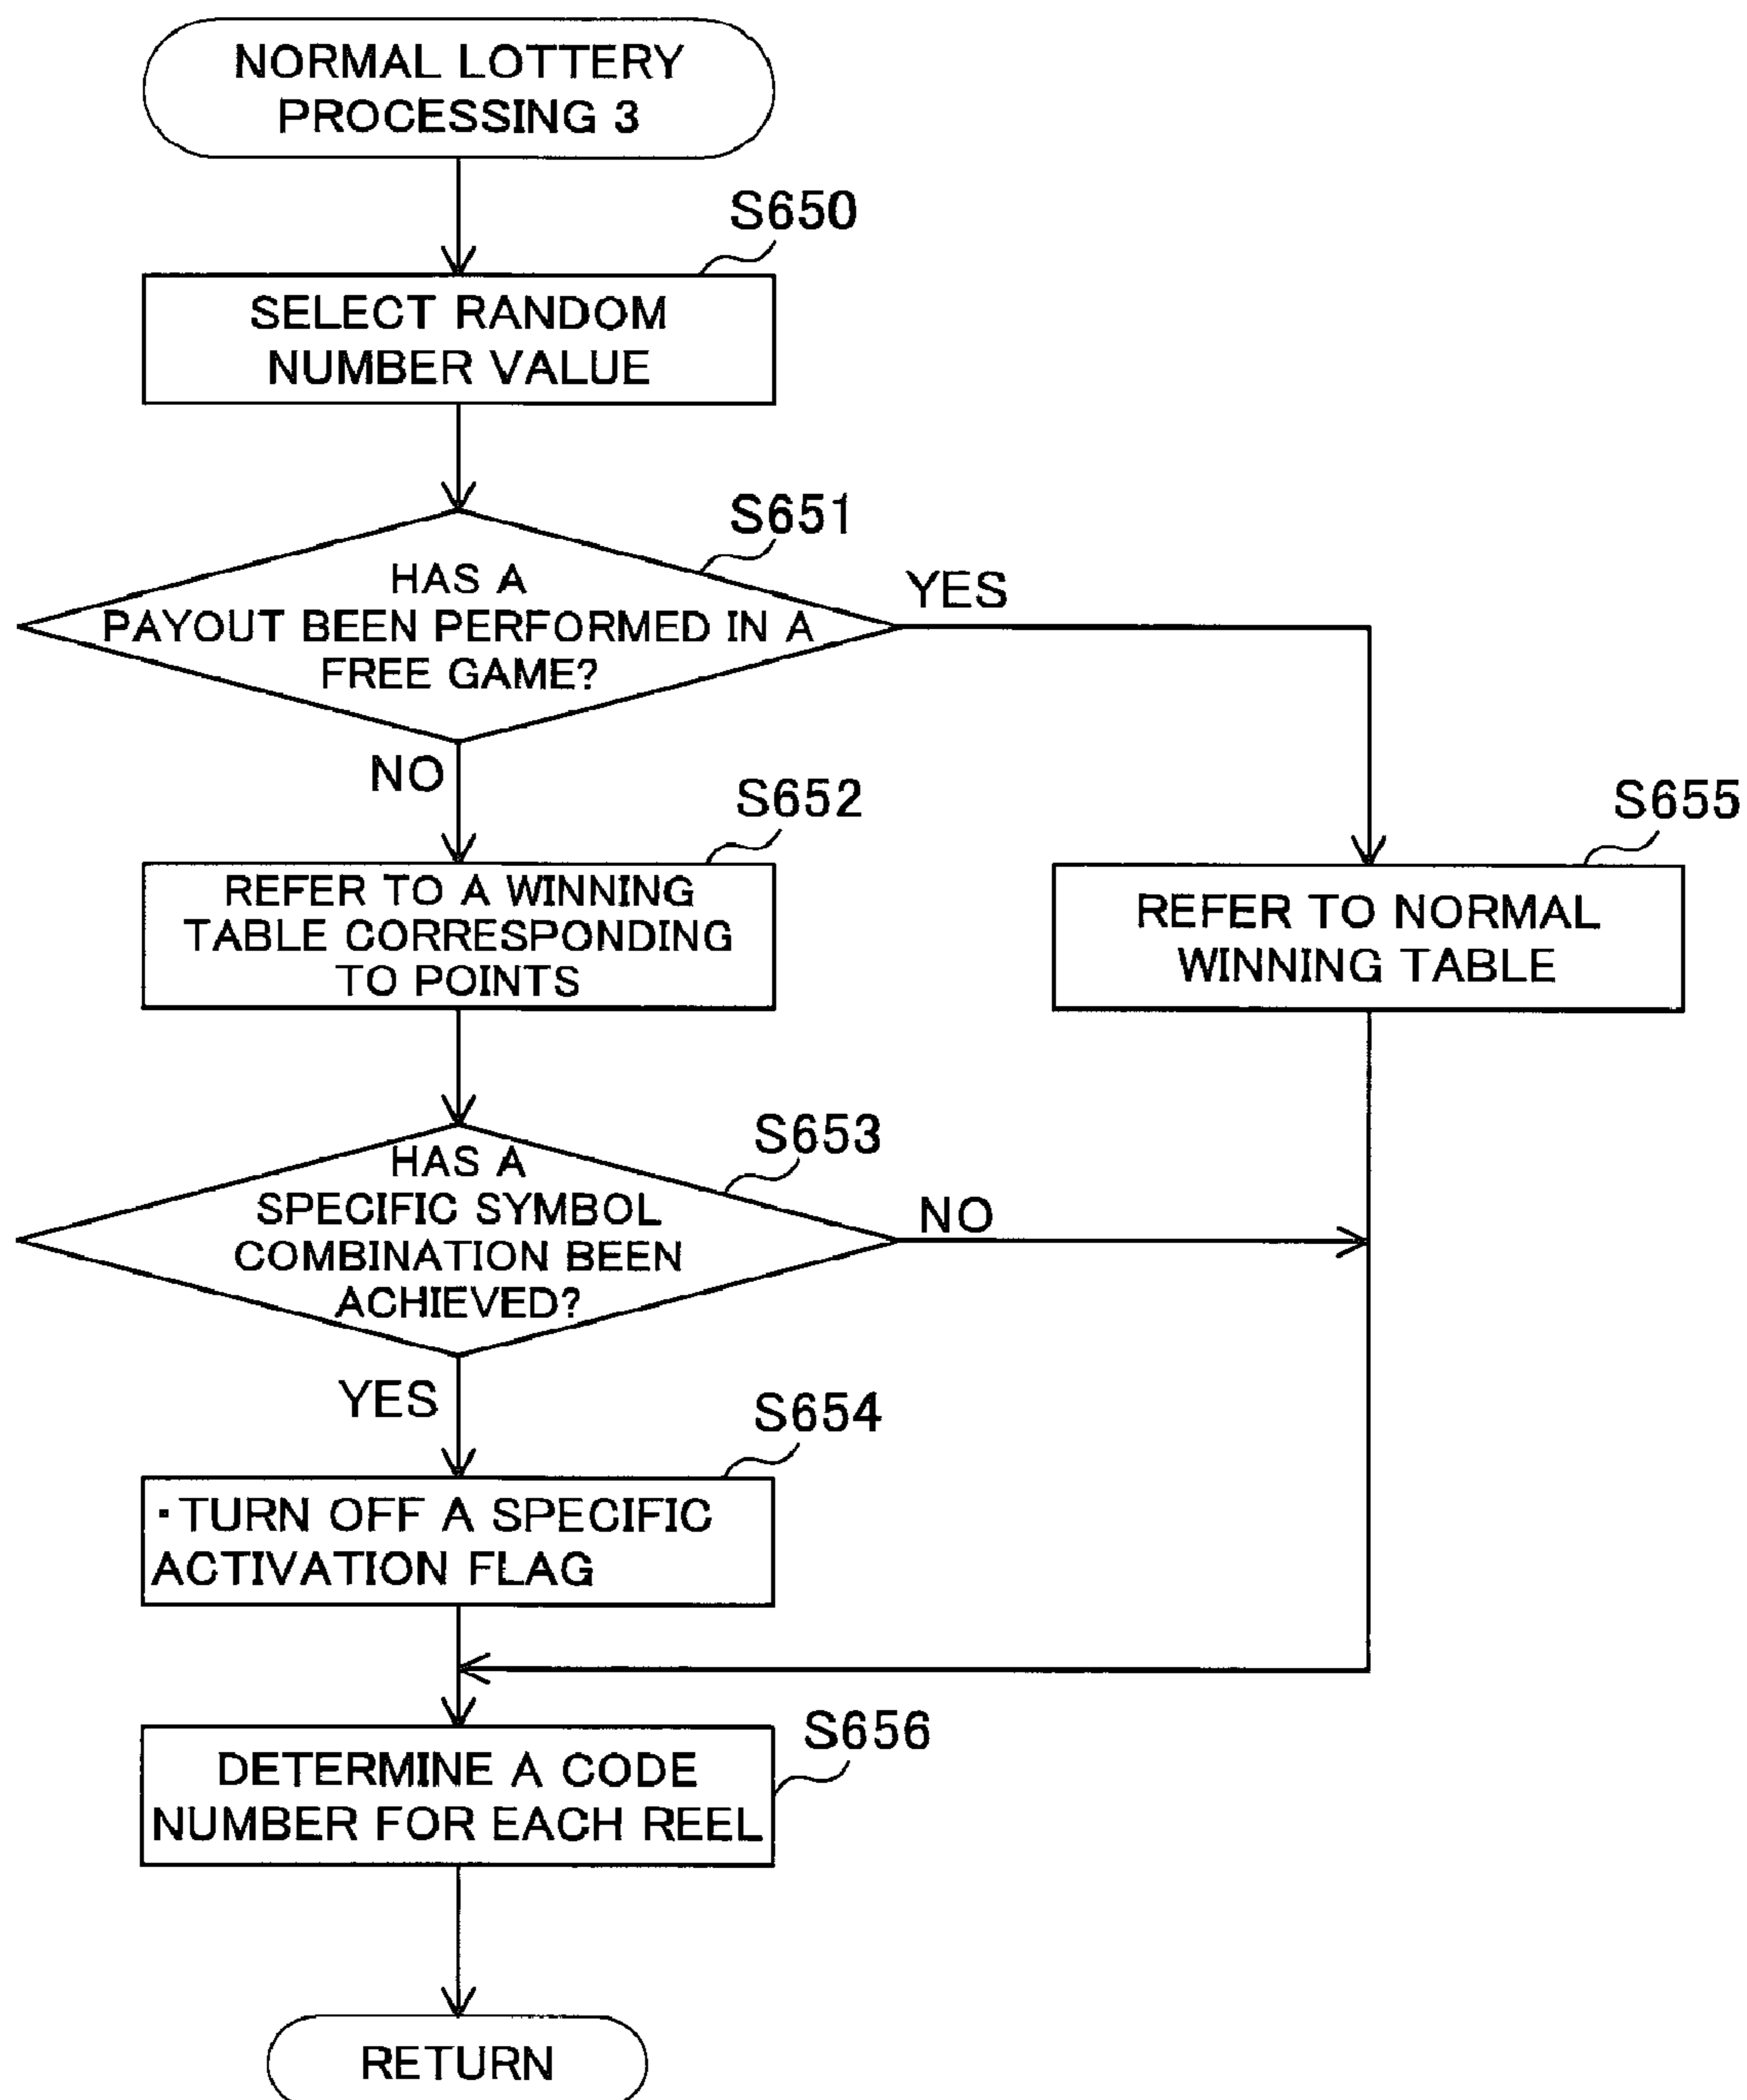 NORMAL LOTTERY
PROCESSING 3
S650
SELECT RANDOM
NUMBER VALUE
S651
HAS A
PAYOUT BEEN PERFORMED IN A
FREE GAME?
YES
NO
S652
REFER TO A WINNING
TABLE CORRESPONDING
TO POINTS
S655
REFER TO NORMAL
WINNING TABLE
S653
HAS A
SPECIFIC SYMBOL
COMBINATION BEEN
ACHIEVED?
NO
YES
S654
・TURN OFF A SPECIFIC
ACTIVATION FLAG
S656
DETERMINE A CODE
NUMBER FOR EACH REEL
RETURN